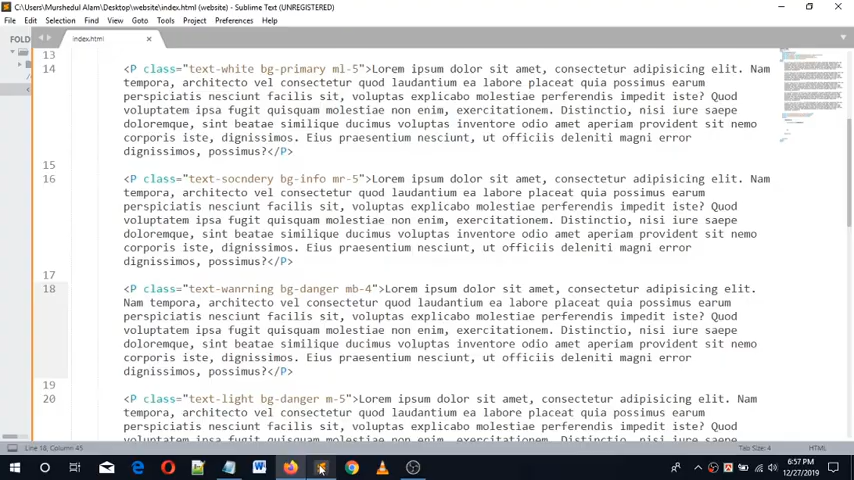 C:\Users\Murshedul Alam\Desktop\website\index.html (website) - Sublime Text (UNREGISTERED)
File Edit Selection Find View Goto Tools Project Preferences Help
FOLD
index.html
13
14 <P class="text-white bg-primary ml-5">Lorem ipsum dolor sit amet, consectetur adipisicing elit. Nam
tempora, architecto vel consectetur quod laudantium ea labore placeat quia possimus earum
perspiciatis nesciunt facilis sit, voluptas explicabo molestiae perferendis impedit iste? Quod
voluptatem ipsa fugit quisquam molestiae non enim, exercitationem. Distinctio, nisi iure saepe
doloremque, sint beatae similique ducimus voluptas inventore odio amet aperiam provident sit nemo
corporis iste, dignissimos. Eius praesentium nesciunt, ut officiis deleniti magni error
dignissimos, possimus?</P>
15
16 <P class="text-socndery bg-info mr-5">Lorem ipsum dolor sit amet, consectetur adipisicing elit. Nam
tempora, architecto vel consectetur quod laudantium ea labore placeat quia possimus earum
perspiciatis nesciunt facilis sit, voluptas explicabo molestiae perferendis impedit iste? Quod
voluptatem ipsa fugit quisquam molestiae non enim, exercitationem. Distinctio, nisi iure saepe
doloremque, sint beatae similique ducimus voluptas inventore odio amet aperiam provident sit nemo
corporis iste, dignissimos. Eius praesentium nesciunt, ut officiis deleniti magni error
dignissimos, possimus?</P>
17
18 <P class="text-wanrning bg-danger mb-4">Lorem ipsum dolor sit amet, consectetur adipisicing elit.
Nam tempora, architecto vel consectetur quod laudantium ea labore placeat quia possimus earum
perspiciatis nesciunt facilis sit, voluptas explicabo molestiae perferendis impedit iste? Quod
voluptatem ipsa fugit quisquam molestiae non enim, exercitationem. Distinctio, nisi iure saepe
doloremque, sint beatae similique ducimus voluptas inventore odio amet aperiam provident sit nemo
corporis iste, dignissimos. Eius praesentium nesciunt, ut officiis deleniti magni error
dignissimos, possimus?</P>
19
20 <P class="text-light bg-danger m-5">Lorem ipsum dolor sit amet, consectetur adipisicing elit. Nam
tempora, architecto vel consectetur quod laudantium ea labore placeat quia possimus earum
perspiciatis nesciunt facilis sit, voluptas explicabo molestiae perferendis impedit iste? Quod
voluptatem ipsa fugit quisquam molestiae non enim, exercitationem. Distinctio, nisi iure saepe
Line 18, Column 45
Tab Size: 4
HTML
6:57 PM
12/27/2019